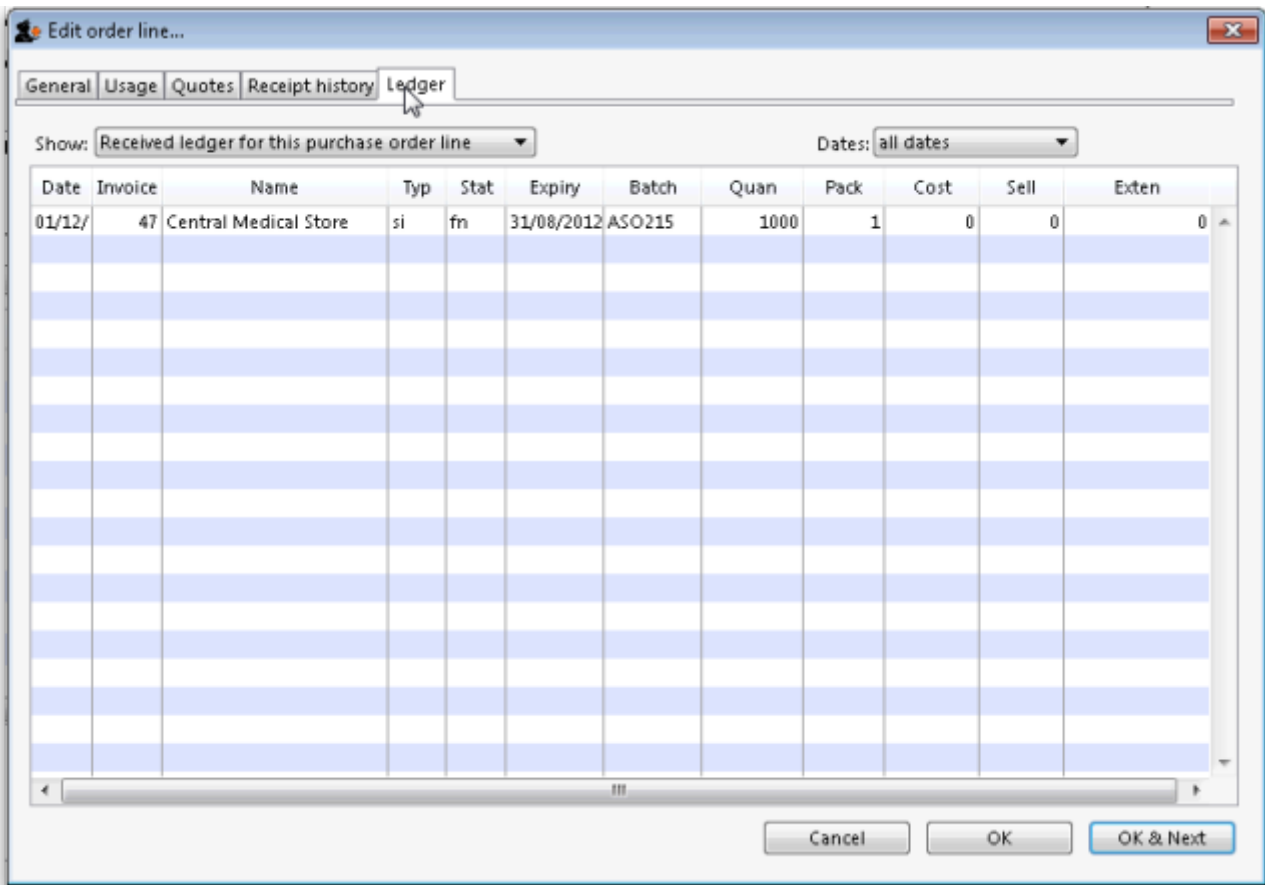 Edit order line...
General Usage Quotes Receipt history Ledger
Show: Received ledger for this purchase order line Dates: all dates
Date Invoice Name Typ Stat Expiry Batch Quan Pack Cost Sell Exten
01/12/ 47 Central Medical Store si fn 31/08/2012 ASO215 1000 1 0 0 0
Cancel OK OK & Next